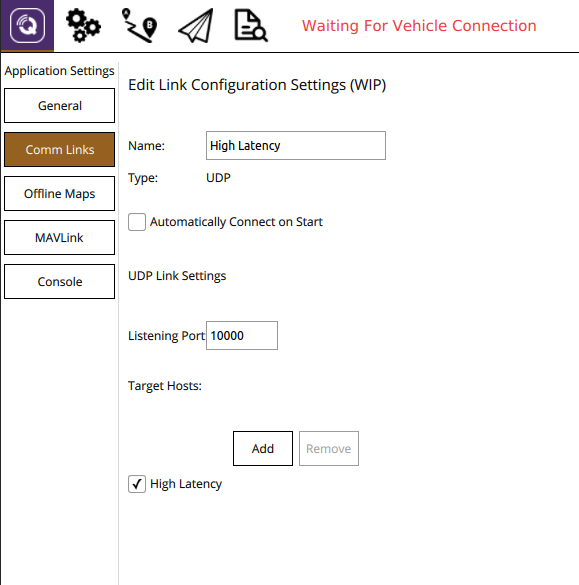 Waiting For Vehicle Connection
Application Settings
General
Comm Links
Offline Maps
MAVLink
Console
Edit Link Configuration Settings (WIP)
Name: High Latency
Type: UDP
Automatically Connect on Start
UDP Link Settings
Listening Port 10000
Target Hosts:
Add Remove
High Latency